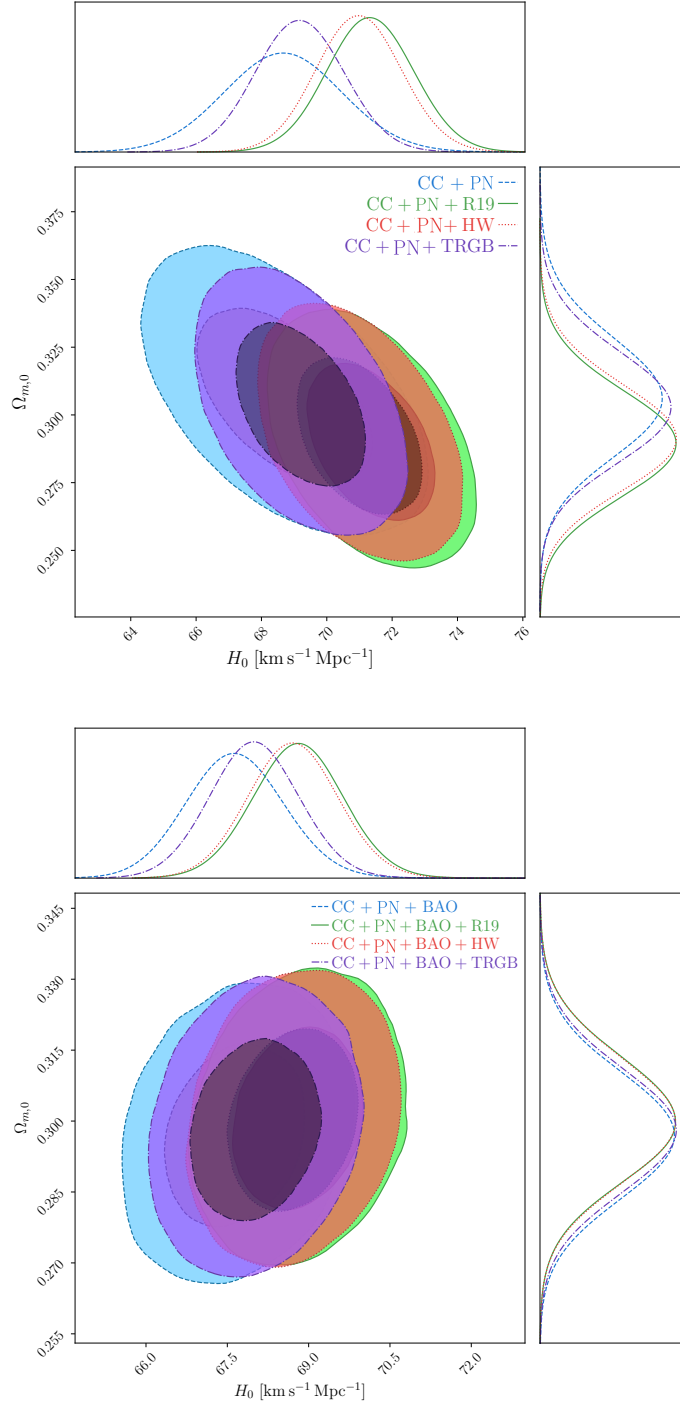 CC + PN
CC + PN + R19
CC + PN + HW
CC + PN + TRGB
0.375
0.350
0.325
0.300
0.275
0.250
Ω_{m,0}
64
66
68
70
72
74
76
H_0 [km s^{-1} Mpc^{-1}]
CC + PN + BAO
CC + PN + BAO + R19
CC + PN + BAO + HW
CC + PN + BAO + TRGB
0.345
0.330
0.315
0.300
0.285
0.270
0.255
Ω_{m,0}
66.0
67.5
69.0
70.5
72.0
H_0 [km s^{-1} Mpc^{-1}]